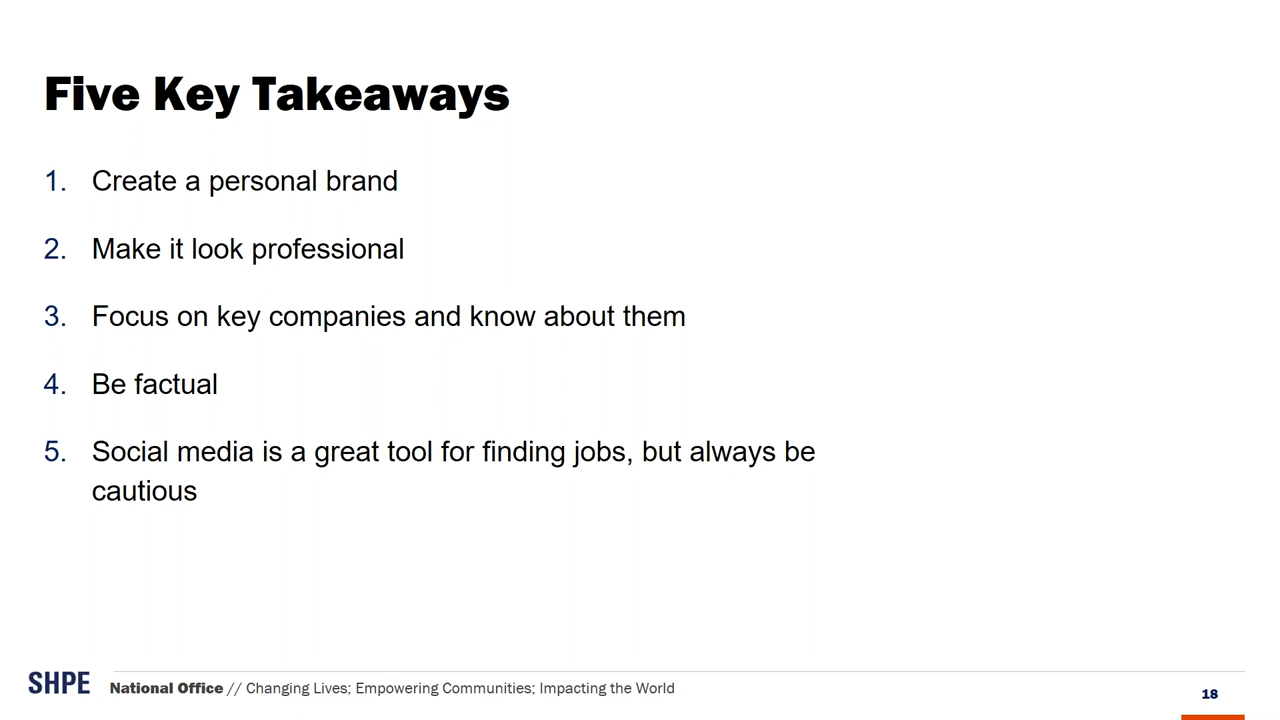 Five Key Takeaways
1. Create a personal brand
2. Make it look professional
3. Focus on key companies and know about them
4. Be factual
5. Social media is a great tool for finding jobs, but always be
cautious
SHPE National Office // Changing Lives; Empowering Communities; Impacting the World
18